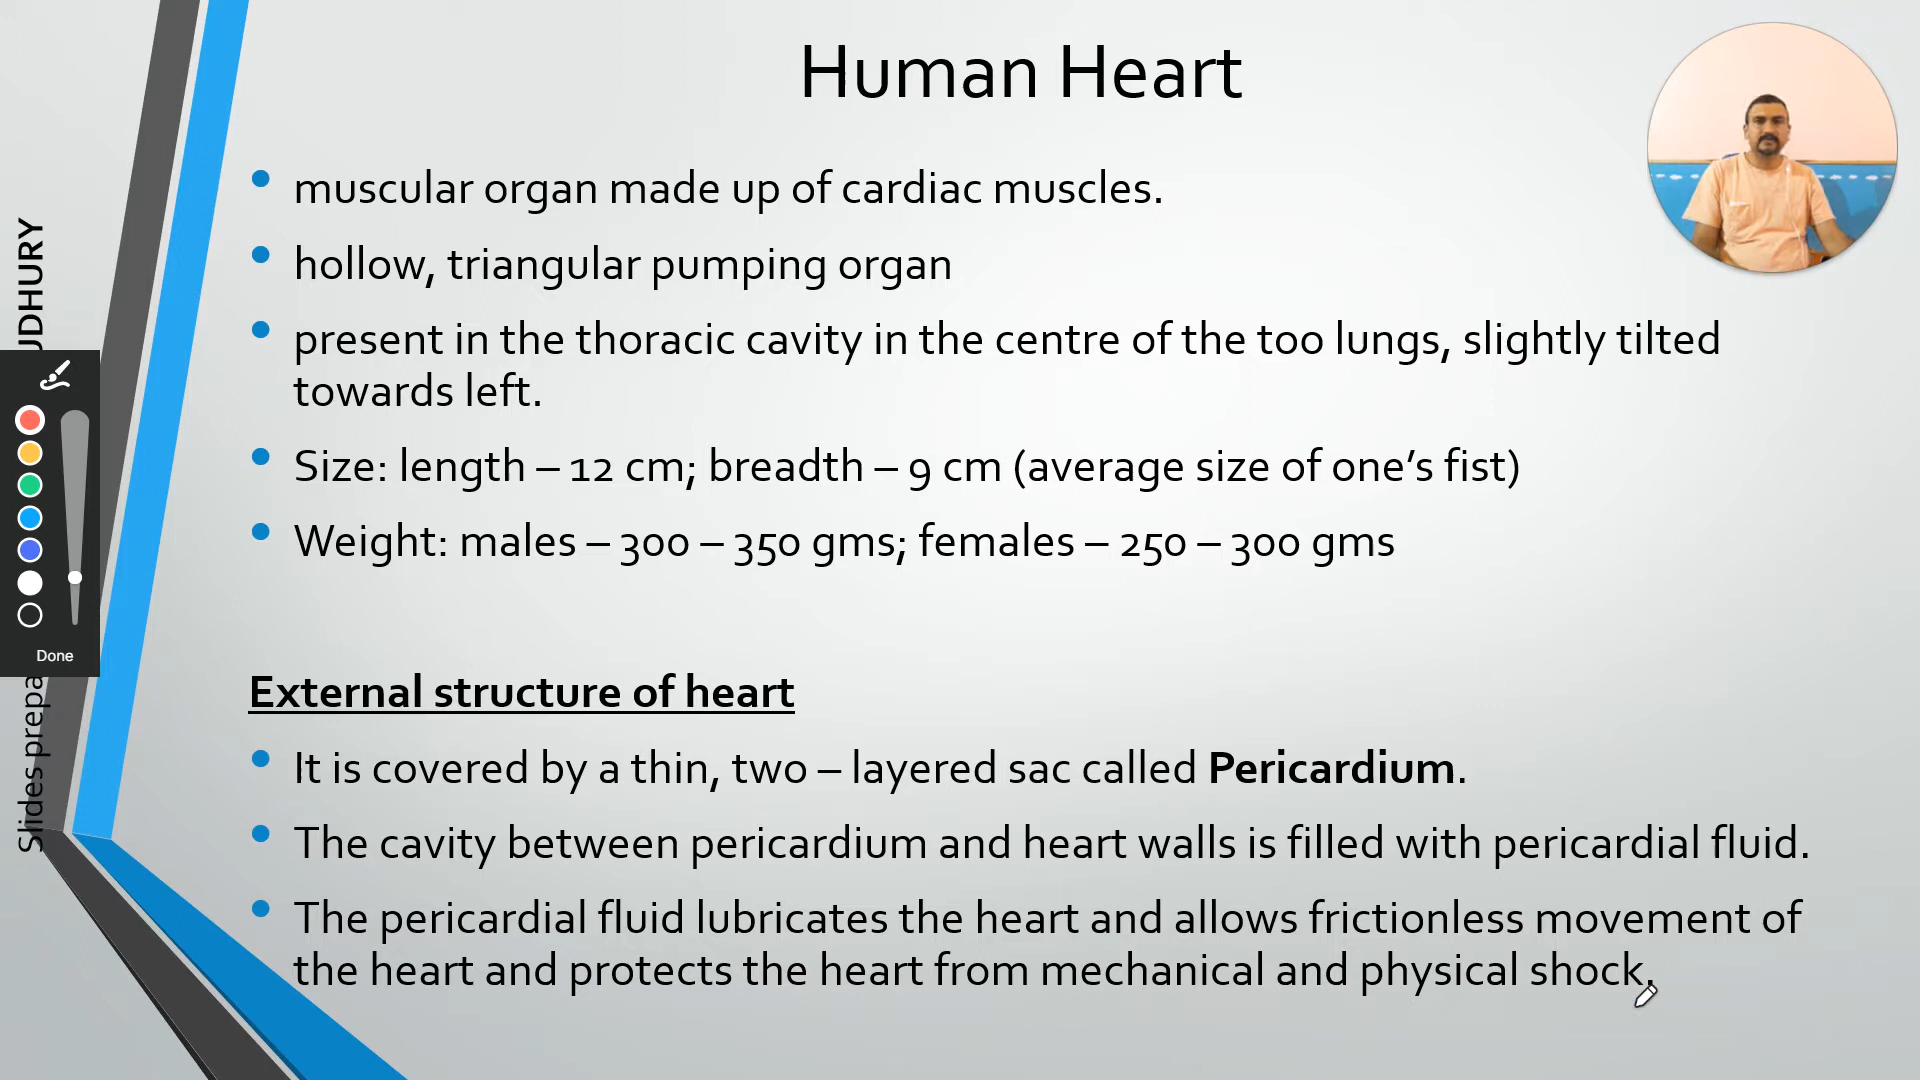 Human Heart
muscular organ made up of cardiac muscles.
hollow, triangular pumping organ
present in the thoracic cavity in the centre of the too lungs, slightly tilted
towards left.
Size: length – 12 cm; breadth – 9 cm (average size of one’s fist)
Weight: males – 300 – 350 gms; females – 250 – 300 gms
External structure of heart
It is covered by a thin, two – layered sac called Pericardium.
The cavity between pericardium and heart walls is filled with pericardial fluid.
The pericardial fluid lubricates the heart and allows frictionless movement of
the heart and protects the heart from mechanical and physical shock.
Slides
Done